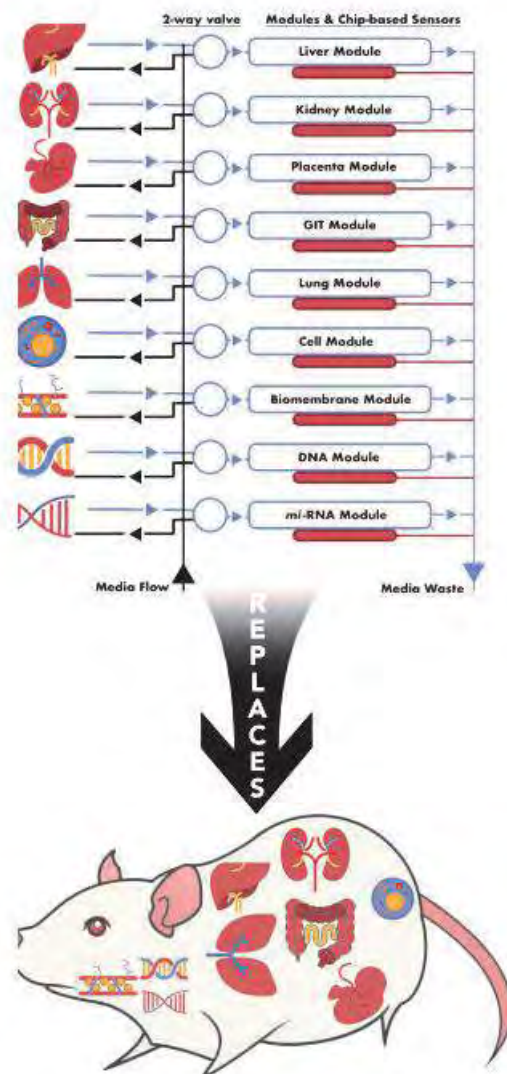 2-way valve
Modules & Chip-based Sensors
Liver Module
Kidney Module
Placenta Module
GIT Module
Lung Module
Cell Module
Biomembrane Module
DNA Module
mi-RNA Module
Media Flow
Media Waste
REPLACES